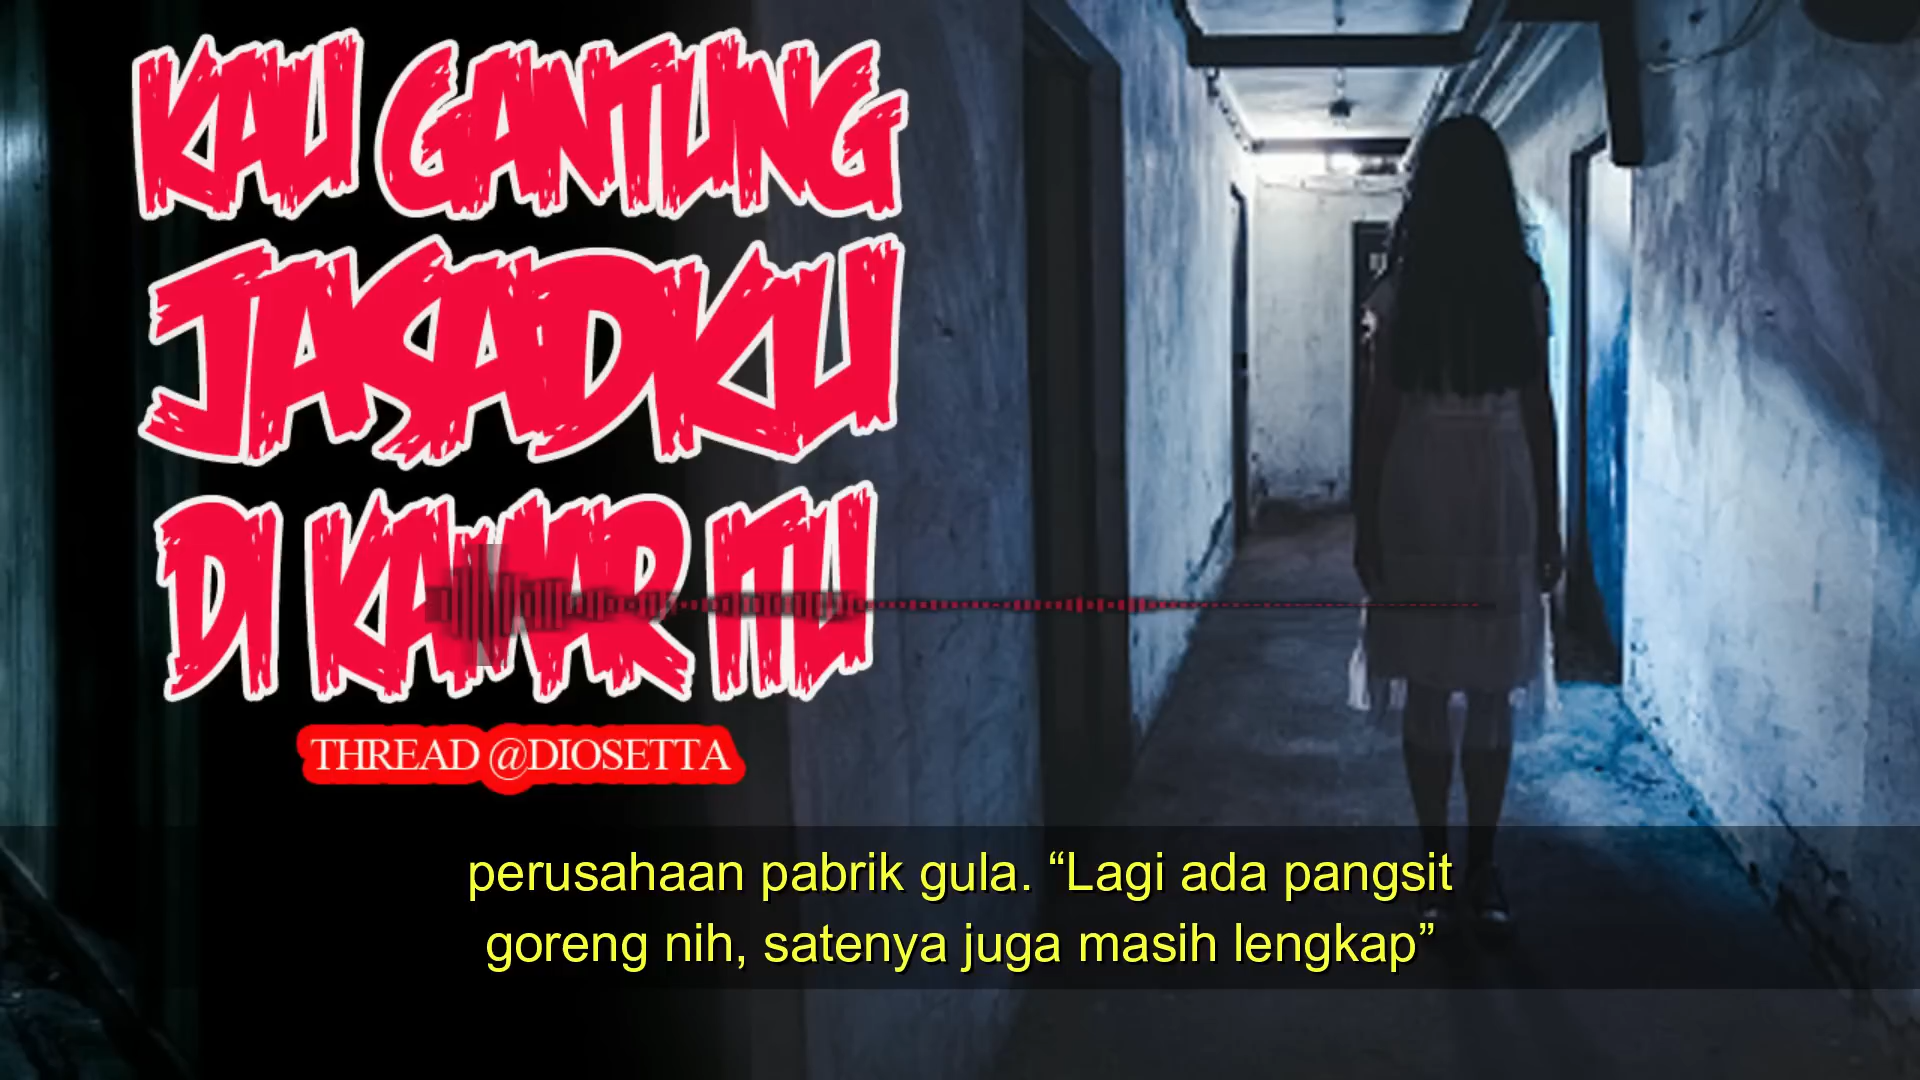 KAU GANTUNG
JASADKU
DI KAMAR ITU
THREAD @DIOSETTA
perusahaan pabrik gula. “Lagi ada pangsit
goreng nih, satenya juga masih lengkap”